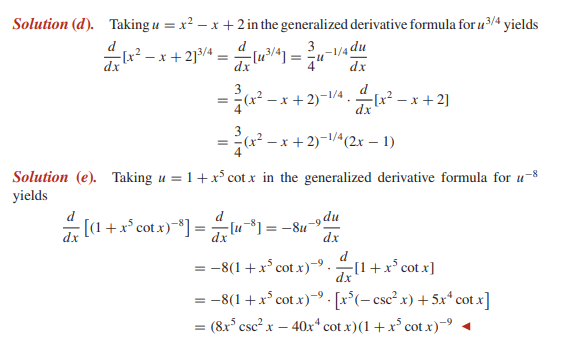 Solution (d). Taking u = x² − x + 2 in the generalized derivative formula for u³/⁴ yields
d/dx [x² − x + 2]³/⁴ = d/dx [u³/⁴] = 3/4 u⁻¹/⁴ du/dx
= 3/4 (x² − x + 2)⁻¹/⁴ · d/dx [x² − x + 2]
= 3/4 (x² − x + 2)⁻¹/⁴ (2x − 1)
Solution (e). Taking u = 1 + x⁵ cot x in the generalized derivative formula for u⁻⁸
yields
d/dx [(1 + x⁵ cot x)⁻⁸] = d/dx [u⁻⁸] = −8u⁻⁹ du/dx
= −8(1 + x⁵ cot x)⁻⁹ · d/dx [1 + x⁵ cot x]
= −8(1 + x⁵ cot x)⁻⁹ · [x⁵(− csc² x) + 5x⁴ cot x]
= (8x⁵ csc² x − 40x⁴ cot x)(1 + x⁵ cot x)⁻⁹ ◄